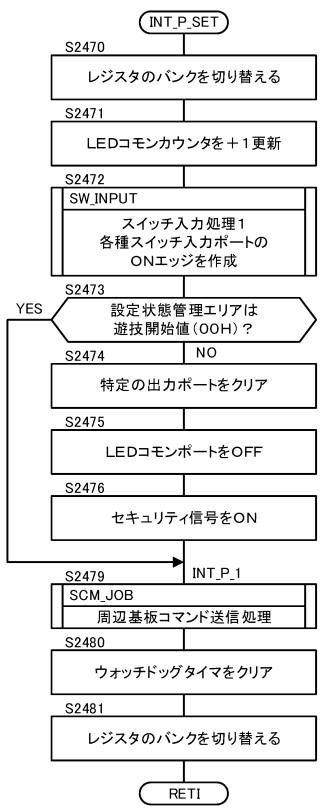 INT_P_SET
S2470
レジスタのバンクを切り替える
S2471
LEDコモンカウンタを+1更新
S2472
SW_INPUT
スイッチ入力処理1
各種スイッチ入力ポートの
ONエッジを作成
S2473
YES
設定状態管理エリアは
遊技開始値(00H)?
NO
S2474
特定の出力ポートをクリア
S2475
LEDコモンポートをOFF
S2476
セキュリティ信号をON
INT_P_1
S2479
SCM_JOB
周辺基板コマンド送信処理
S2480
ウォッチドッグタイマをクリア
S2481
レジスタのバンクを切り替える
RETI